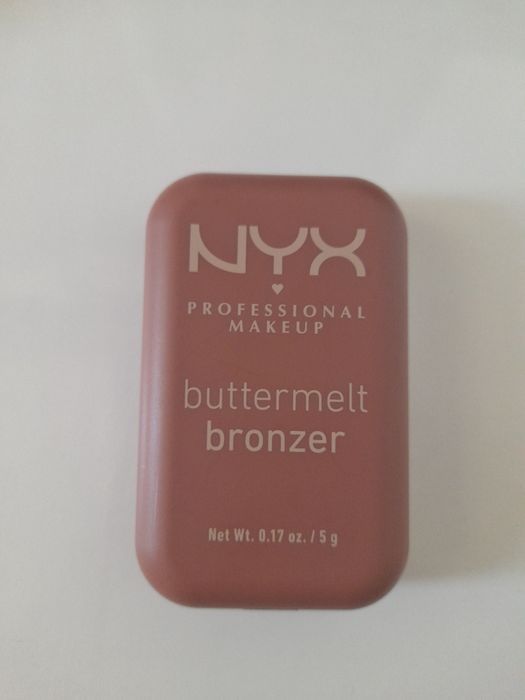 NYX
PROFESSIONAL
MAKEUP
buttermelt
bronzer
Net Wt. 0.17 oz. / 5 g